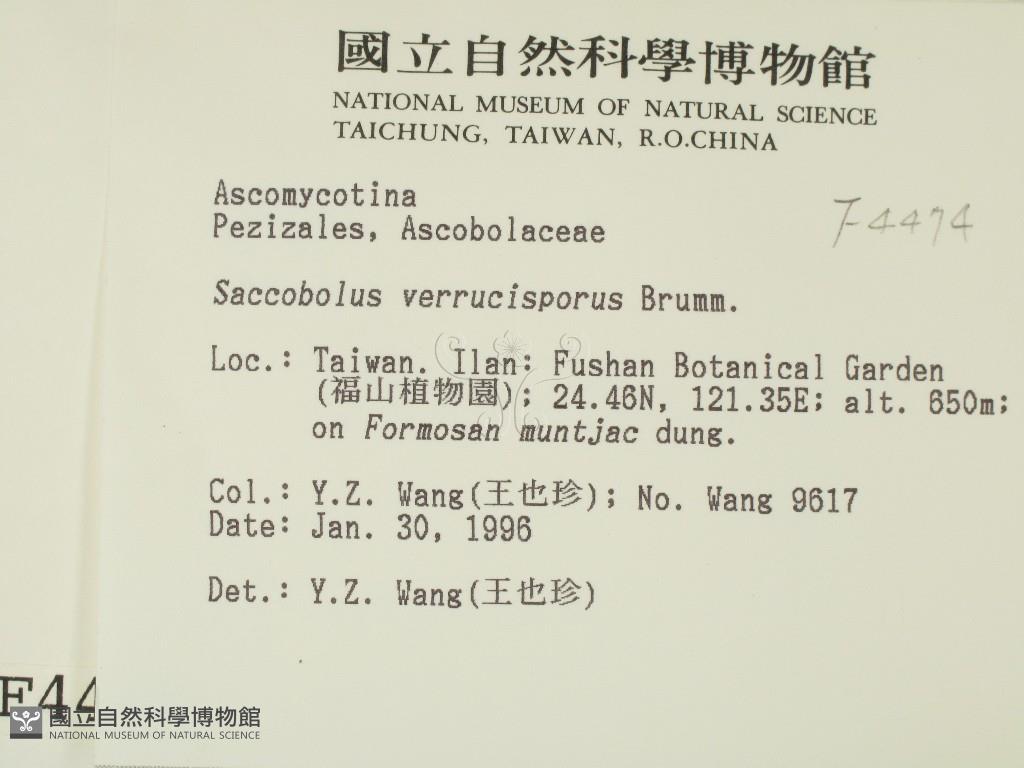 國立自然科學博物館
NATIONAL MUSEUM OF NATURAL SCIENCE
TAICHUNG, TAIWAN, R.O.CHINA
Ascomycotina
F4474
Pezizales, Ascobolaceae
Saccobolus verrucisporus Brumm.
Loc.: Taiwan. Ilan: Fushan Botanical Garden
(福山植物園); 24.46N, 121.35E; alt. 650m;
on Formosan muntjac dung.
Col.: Y.Z. Wang(王也珍); No. Wang 9617
Date: Jan. 30, 1996
Det.: Y.Z. Wang(王也珍)
F44
國立自然科學博物館
NATIONAL MUSEUM OF NATURAL SCIENCE